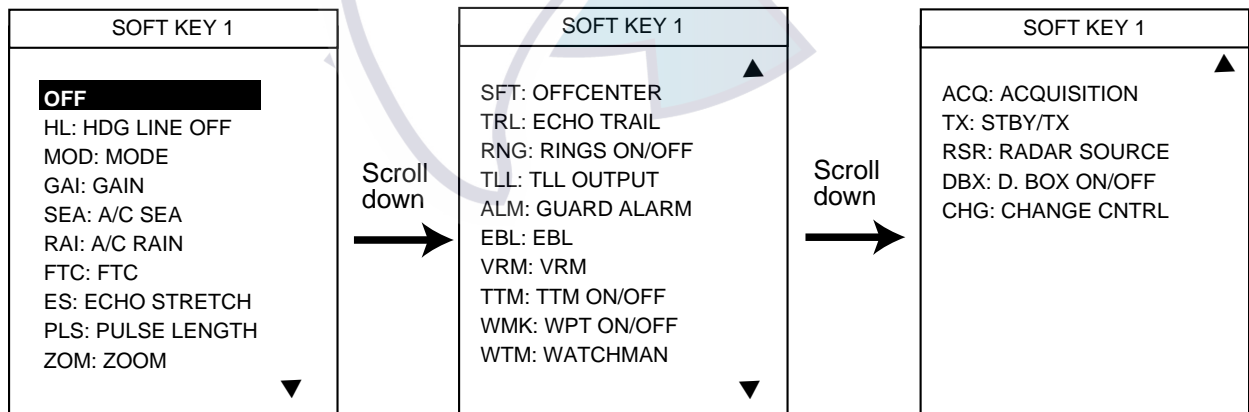 SOFT KEY 1
OFF
HL: HDG LINE OFF
MOD: MODE
GAI: GAIN
SEA: A/C SEA
RAI: A/C RAIN
FTC: FTC
ES: ECHO STRETCH
PLS: PULSE LENGTH
ZOM: ZOOM
Scroll
down
SOFT KEY 1
SFT: OFFCENTER
TRL: ECHO TRAIL
RNG: RINGS ON/OFF
TLL: TLL OUTPUT
ALM: GUARD ALARM
EBL: EBL
VRM: VRM
TTM: TTM ON/OFF
WMK: WPT ON/OFF
WTM: WATCHMAN
Scroll
down
SOFT KEY 1
ACQ: ACQUISITION
TX: STBY/TX
RSR: RADAR SOURCE
DBX: D. BOX ON/OFF
CHG: CHANGE CNTRL